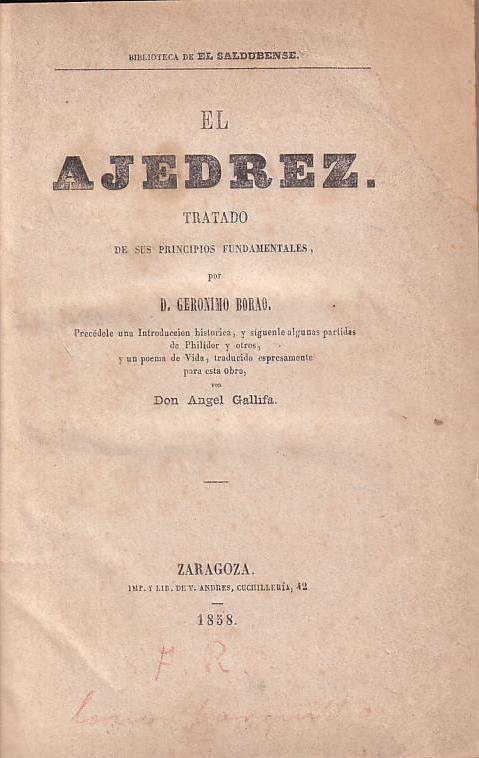 BIBLIOTECA DE EL SALDUBENSE.
EL
AJEDREZ.
TRATADO
DE SUS PRINCIPIOS FUNDAMENTALES,
por
D. GERONIMO BORAO.
Precédele una Introduccion historica, y síguenle algunas partidas
de Philidor y otros,
y un poema de Vida, traducido espresamente
para esta obra,
POR
Don Angel Gallifa.
ZARAGOZA.
IMP. Y LIB. DE V. ANDRES, CUCHILLERÍA, 42
1858.
F. R.